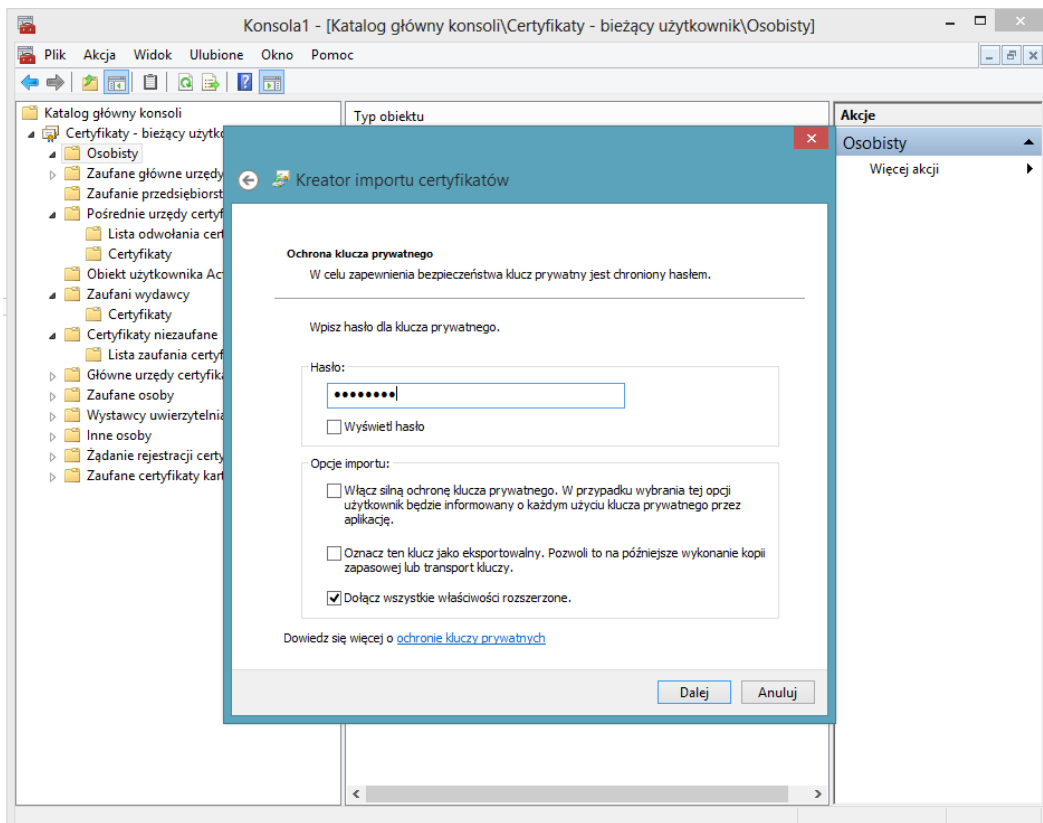 Konsola1 - [Katalog główny konsoli\Certyfikaty - bieżący użytkownik\Osobisty]
Plik Akcja Widok Ulubione Okno Pomoc
Katalog główny konsoli
Certyfikaty - bieżący użytko
Osobisty
Zaufane główne urzędy
Zaufanie przedsiębiorst
Pośrednie urzędy certyf
Lista odwołania cert
Certyfikaty
Obiekt użytkownika Act
Zaufani wydawcy
Certyfikaty
Certyfikaty niezaufane
Lista zaufania certyf
Główne urzędy certyfika
Zaufane osoby
Wystawcy uwierzytelnia
Inne osoby
Żądanie rejestracji certy
Zaufane certyfikaty kart
Typ obiektu
Kreator importu certyfikatów
Ochrona klucza prywatnego
W celu zapewnienia bezpieczeństwa klucz prywatny jest chroniony hasłem.
Wpisz hasło dla klucza prywatnego.
Hasło:
••••••••
Wyświetl hasło
Opcje importu:
Włącz silną ochronę klucza prywatnego. W przypadku wybrania tej opcji
użytkownik będzie informowany o każdym użyciu klucza prywatnego przez
aplikację.
Oznacz ten klucz jako eksportowalny. Pozwoli to na późniejsze wykonanie kopii
zapasowej lub transport kluczy.
Dołącz wszystkie właściwości rozszerzone.
Dowiedz się więcej o ochronie kluczy prywatnych
Dalej Anuluj
Akcje
Osobisty
Więcej akcji